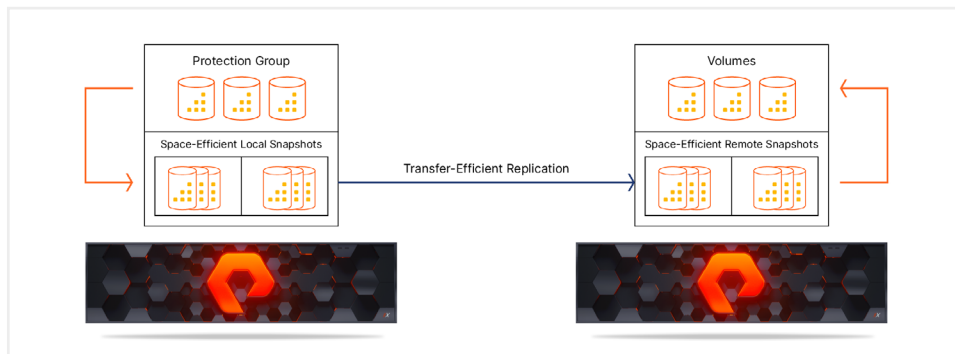 Protection Group
Space-Efficient Local Snapshots
Transfer-Efficient Replication
Volumes
Space-Efficient Remote Snapshots
X
X